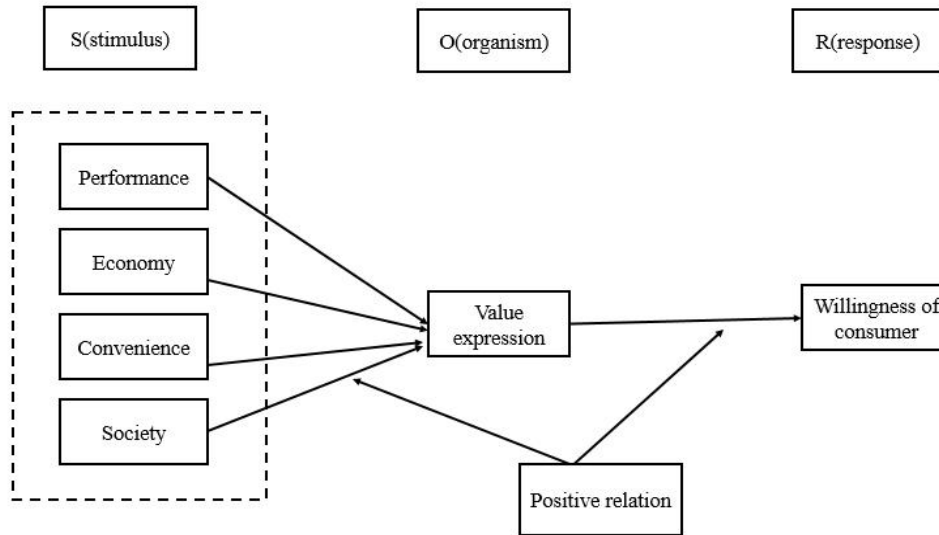 S(stimulus)
O(organism)
R(response)
Performance
Economy
Convenience
Society
Value
expression
Willingness of
consumer
Positive relation